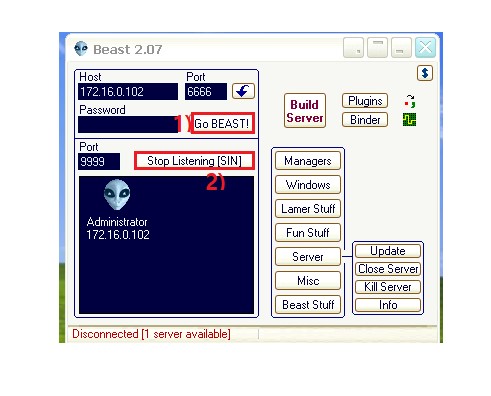 Beast 2.07
Host
Port
172.16.0.102
6666
Password
1)
Go BEAST!
Port
9999
Stop Listening [SIN]
2)
Administrator
172.16.0.102
$
Build
Server
Plugins
Binder
Managers
Windows
Lamer Stuff
Fun Stuff
Server
Misc
Beast Stuff
Update
Close Server
Kill Server
Info
Disconnected [1 server available]